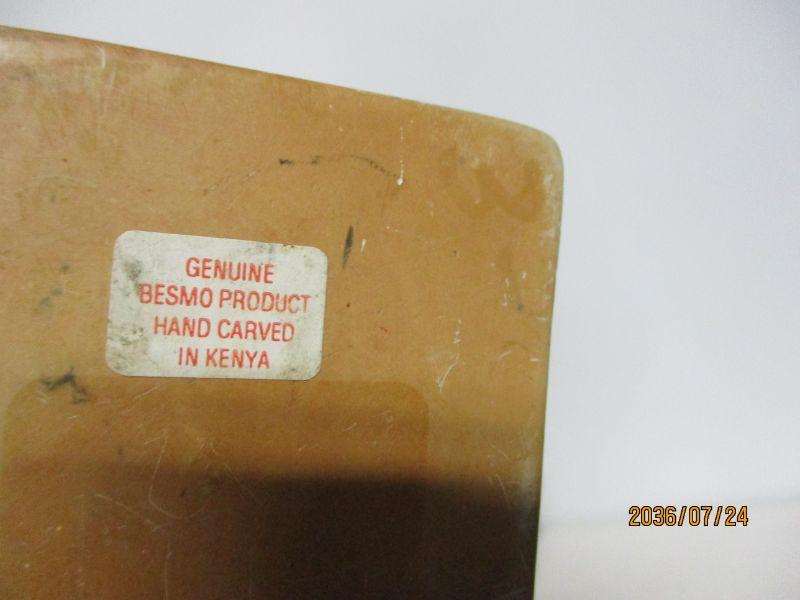 GENUINE
BESMO PRODUCT
HAND CARVED
IN KENYA
2036/07/24